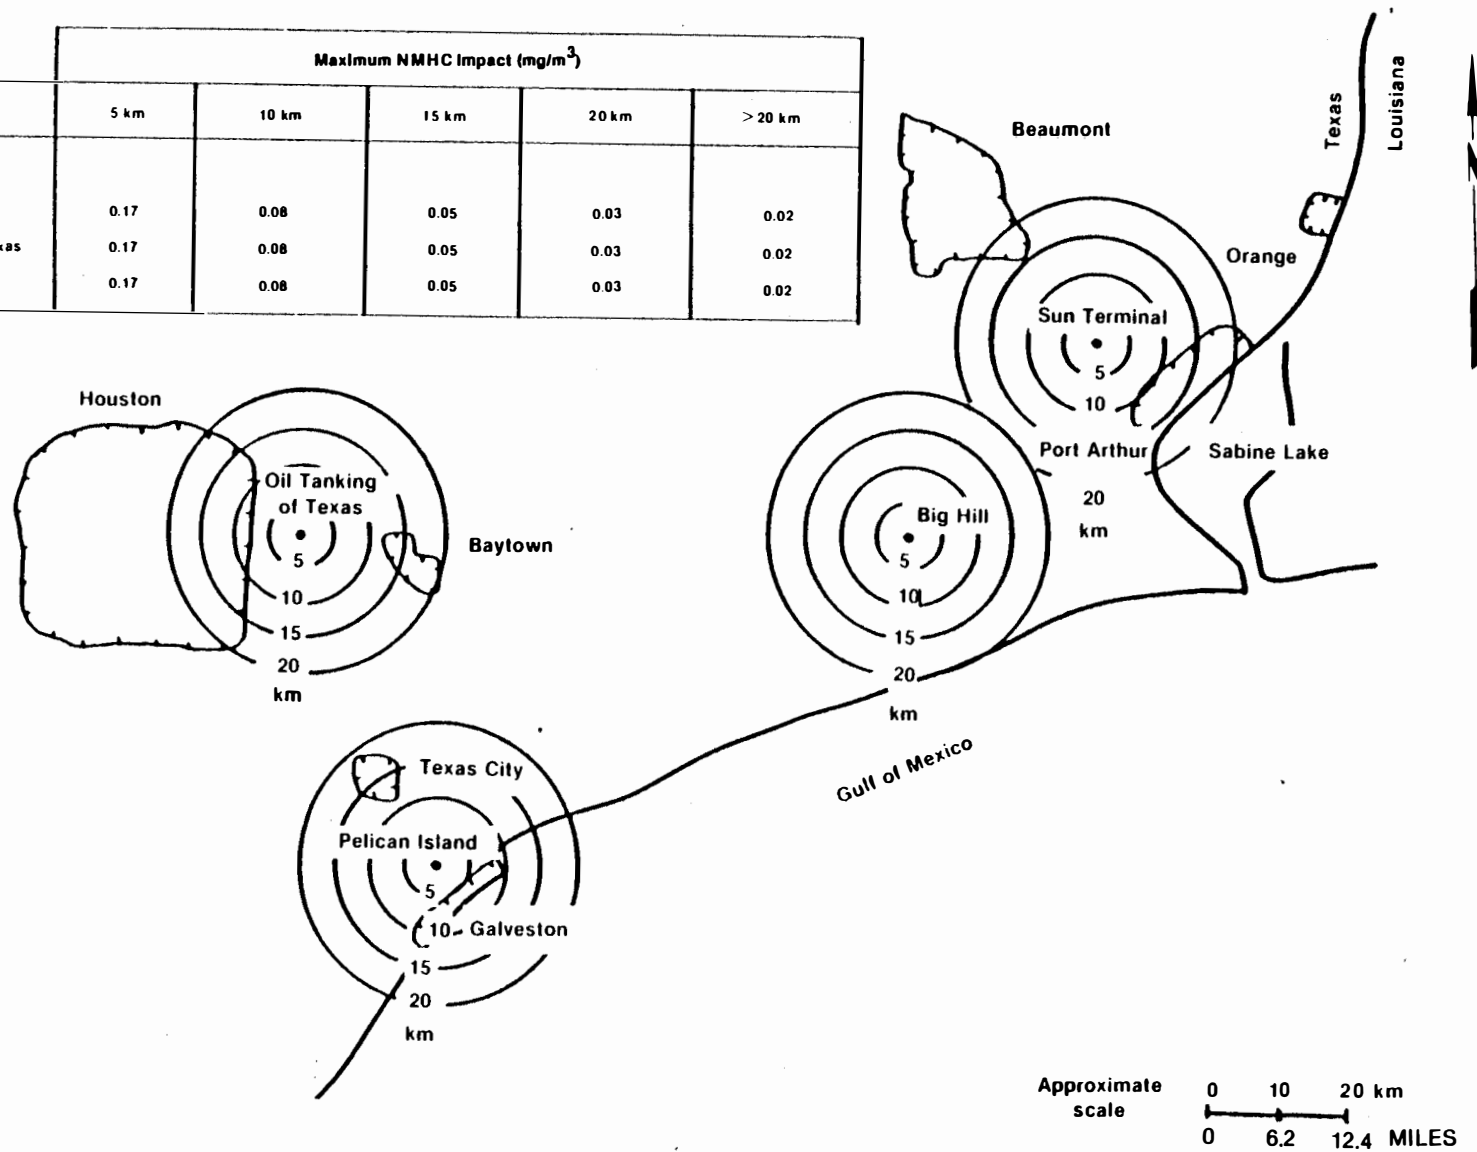 Maximum NMHC Impact (mg/m³)
5 km 10 km 15 km 20 km > 20 km
0.17 0.08 0.05 0.03 0.02
xas 0.17 0.08 0.05 0.03 0.02
0.17 0.08 0.05 0.03 0.02
Beaumont
Texas
Louisiana
N
Orange
Sun Terminal
5
10
Port Arthur
Sabine Lake
20
km
Houston
Oil Tanking
of Texas
5
10
15
20
km
Baytown
Big Hill
5
10
15
20
km
Gulf of Mexico
Texas City
Pelican Island
5
10
Galveston
15
20
km
Approximate
scale
0 10 20 km
0 6.2 12.4 MILES